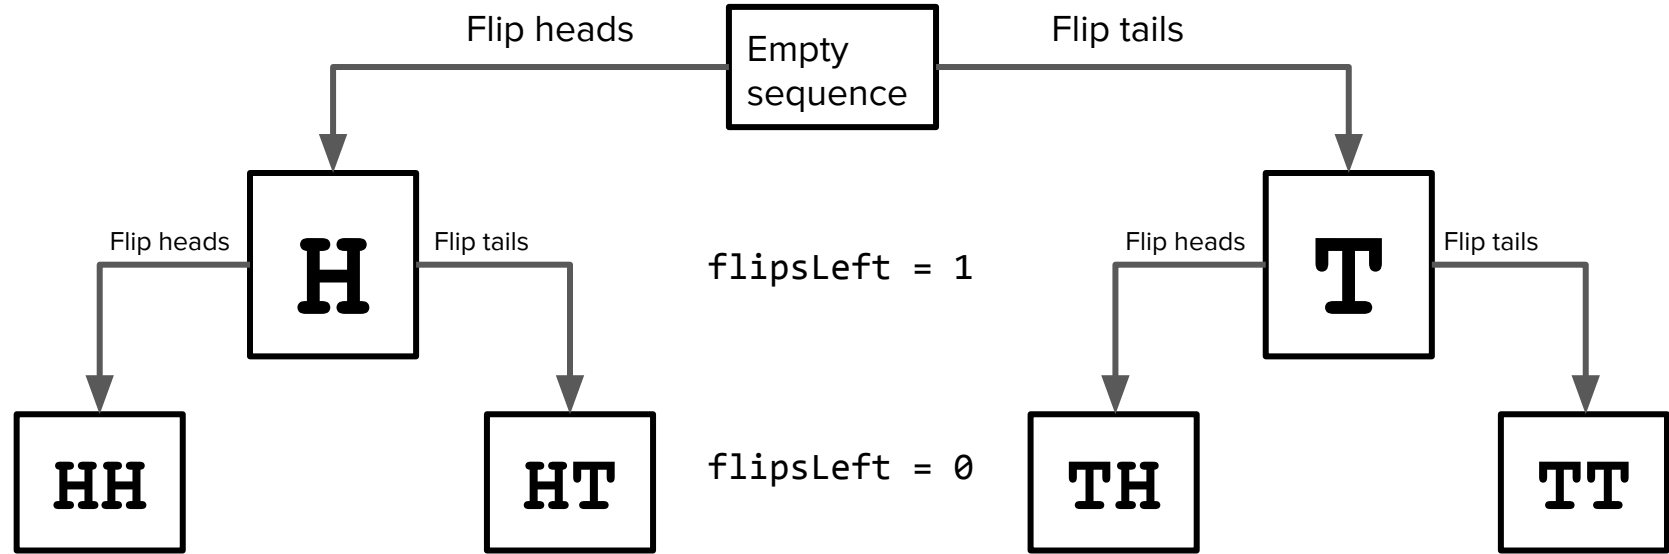 Flip heads
Empty
sequence
Flip tails
Flip heads
H
Flip tails
flipsLeft = 1
Flip heads
T
Flip tails
HH
HT
flipsLeft = 0
TH
TT